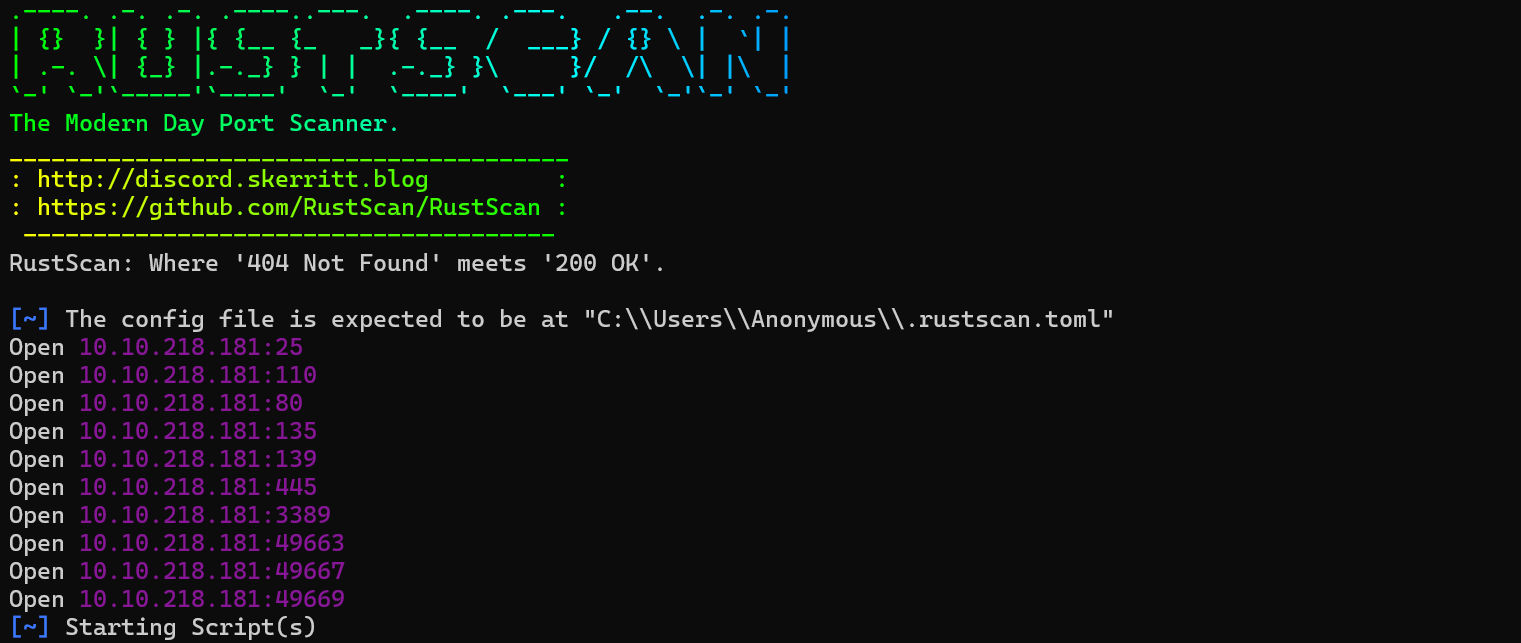 .----. .-. .-. .----..---.  .----. .---.   .--.  .-. .-.
| {}  }| { } |{ {__ {_   _}{ {__  /  ___} / {} \ |  `| |
| .-. \| {_} |.-._} } | |  .-._} }\     }/  /\  \| |\  |
`-' `-'`-----'`----'  `-'  `----'  `---' `-'  `-'`-' `-'
The Modern Day Port Scanner.
________________________________________
: http://discord.skerritt.blog         :
: https://github.com/RustScan/RustScan :
 --------------------------------------
RustScan: Where '404 Not Found' meets '200 OK'.
[~] The config file is expected to be at "C:\\Users\\Anonymous\\.rustscan.toml"
Open 10.10.218.181:25
Open 10.10.218.181:110
Open 10.10.218.181:80
Open 10.10.218.181:135
Open 10.10.218.181:139
Open 10.10.218.181:445
Open 10.10.218.181:3389
Open 10.10.218.181:49663
Open 10.10.218.181:49667
Open 10.10.218.181:49669
[~] Starting Script(s)